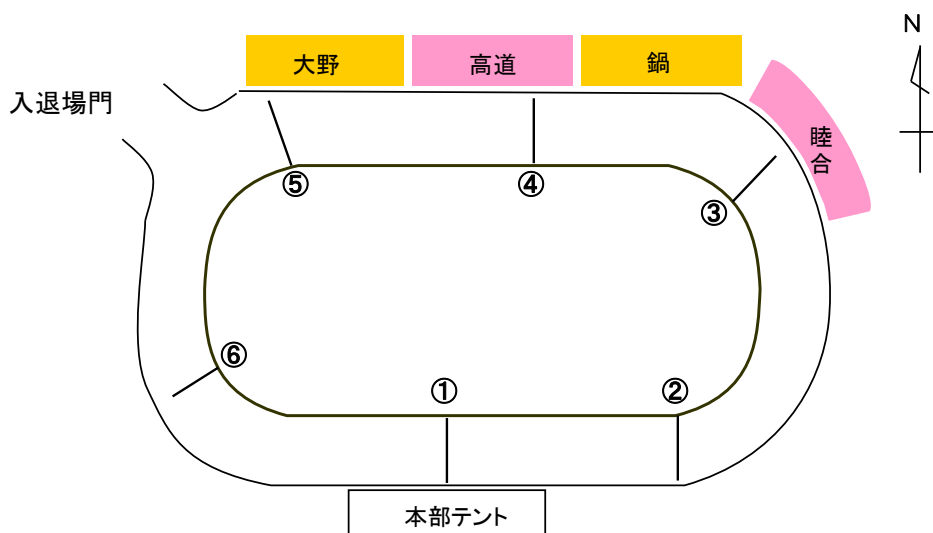 N
大野
高道
鍋
入退場門
睦合
⑤
④
③
⑥
①
②
本部テント